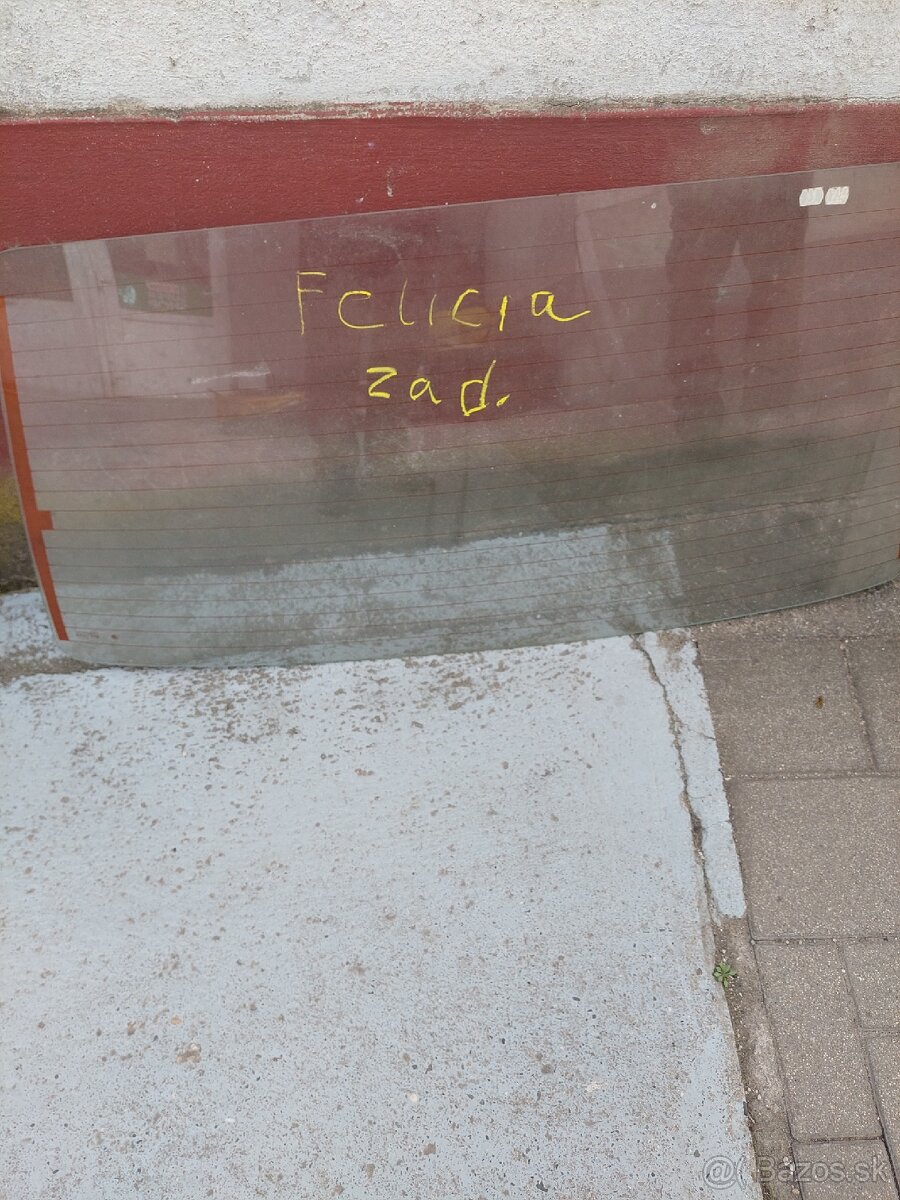 Felicia
zad.
@( Bazos.sk